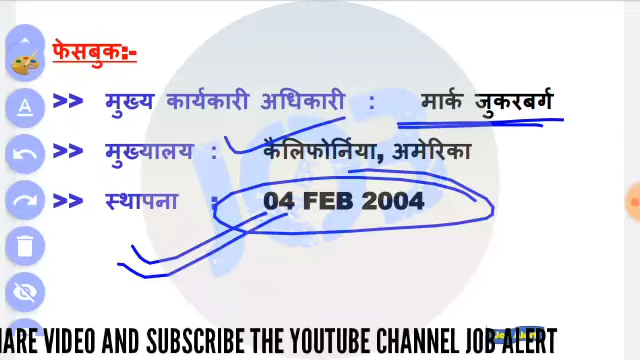 फेसबुक:-
>> मुख्य कार्यकारी अधिकारी : मार्क जुकरबर्ग
>> मुख्यालय : कैलिफोर्निया, अमेरिका
>> स्थापना : 04 FEB 2004
HARE VIDEO AND SUBSCRIBE THE YOUTUBE CHANNEL JOB ALERT